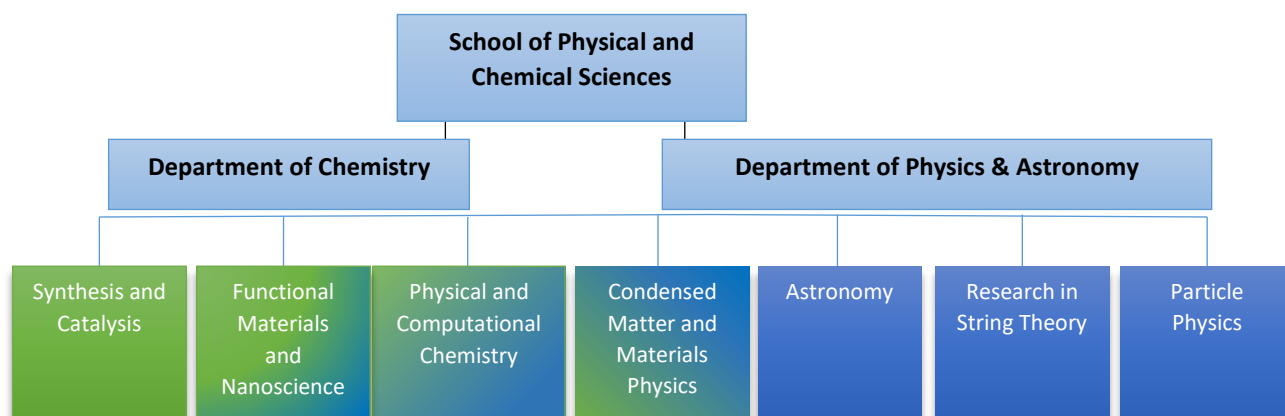 School of Physical and
Chemical Sciences
Department of Chemistry
Department of Physics & Astronomy
Synthesis and
Catalysis
Functional
Materials
and
Nanoscience
Physical and
Computational
Chemistry
Condensed
Matter and
Materials
Physics
Astronomy
Research in
String Theory
Particle
Physics